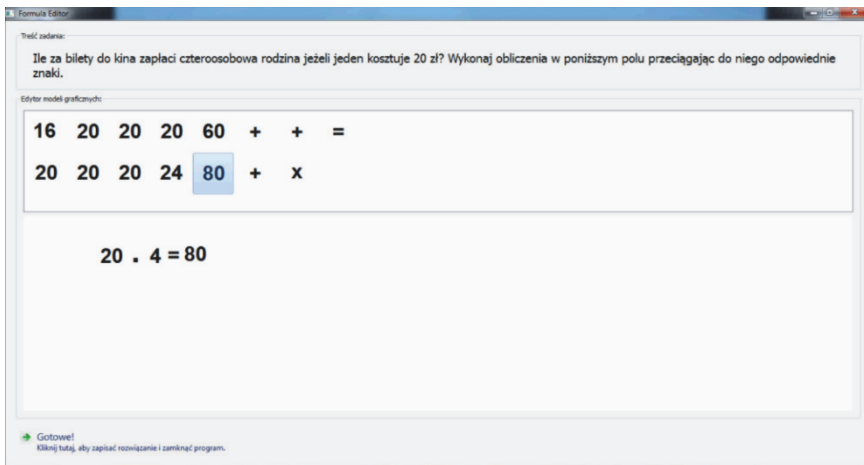 Formula Editor
Treść zadania:
Ile za bilety do kina zapłaci czteroosobowa rodzina jeżeli jeden kosztuje 20 zł? Wykonaj obliczenia w poniższym polu przeciągając do niego odpowiednie
znaki.
Edytor modeli graficznych:
16 20 20 20 60 + + =
20 20 20 24 80 + x
20 . 4 = 80
Gotowe!
Kliknij tutaj, aby zapisać rozwiązanie i zamknąć program.